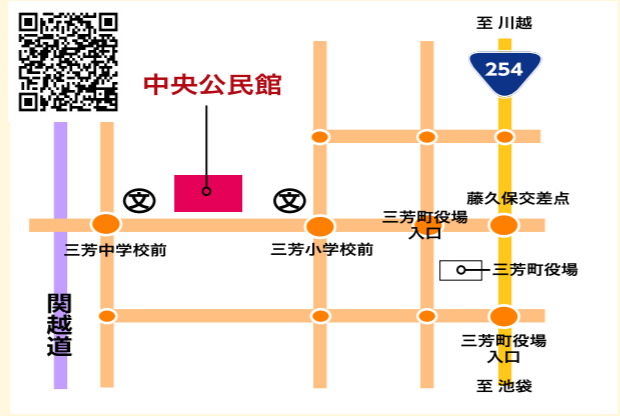 至 川越
254
中央公民館
文
文
藤久保交差点
三芳町役場
入口
三芳中学校前
三芳小学校前
三芳町役場
関越道
三芳町役場
入口
至 池袋